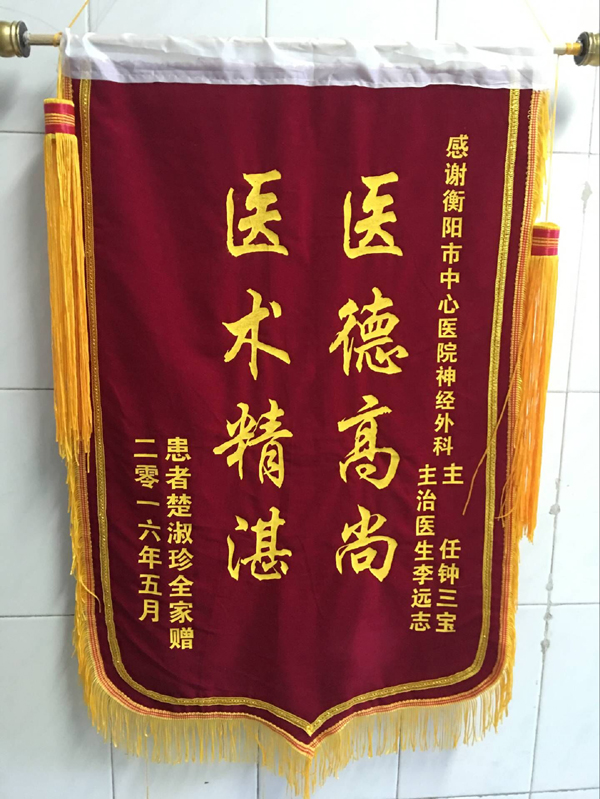 感谢衡阳市中心医院神经外科
主 任钟三宝
主治医生李远志
医德高尚
医术精湛
患者楚淑珍全家赠
二零一六年五月